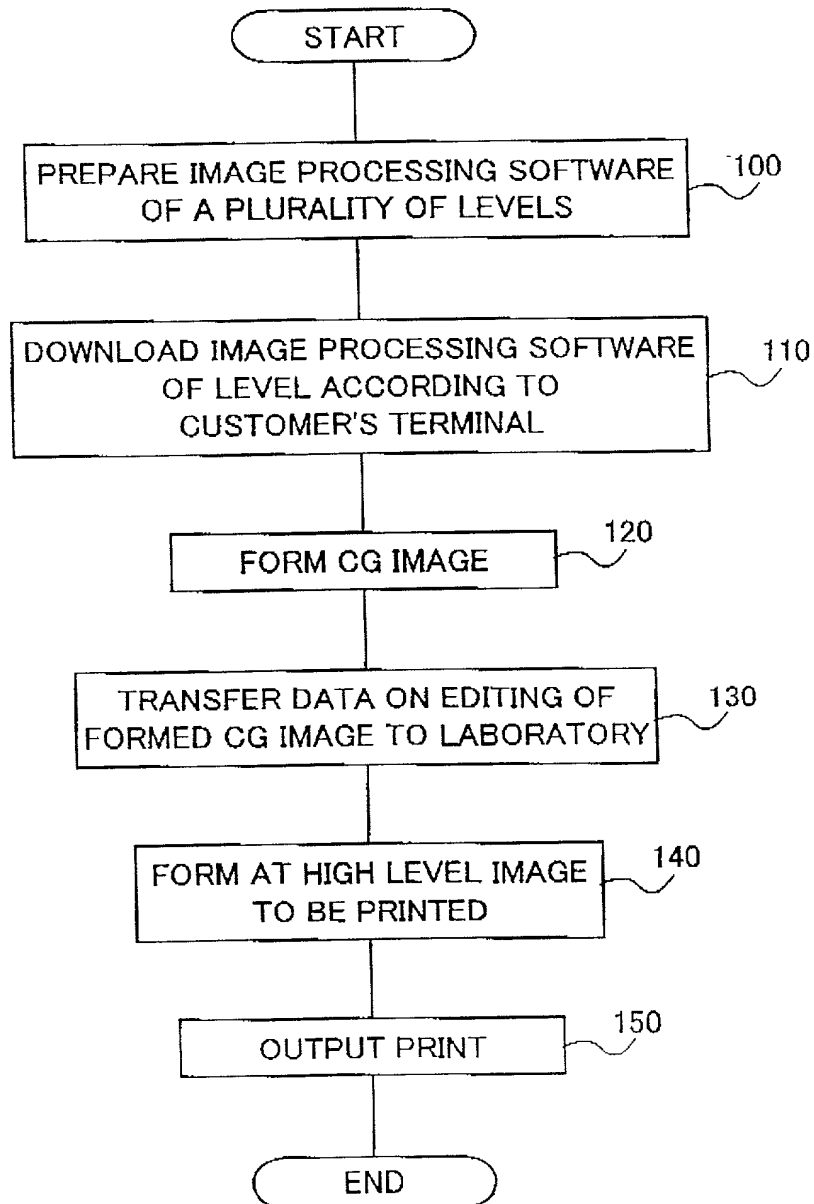 START
PREPARE IMAGE PROCESSING SOFTWARE
OF A PLURALITY OF LEVELS
100
DOWNLOAD IMAGE PROCESSING SOFTWARE
OF LEVEL ACCORDING TO
CUSTOMER'S TERMINAL
110
FORM CG IMAGE
120
TRANSFER DATA ON EDITING OF
FORMED CG IMAGE TO LABORATORY
130
FORM AT HIGH LEVEL IMAGE
TO BE PRINTED
140
OUTPUT PRINT
150
END